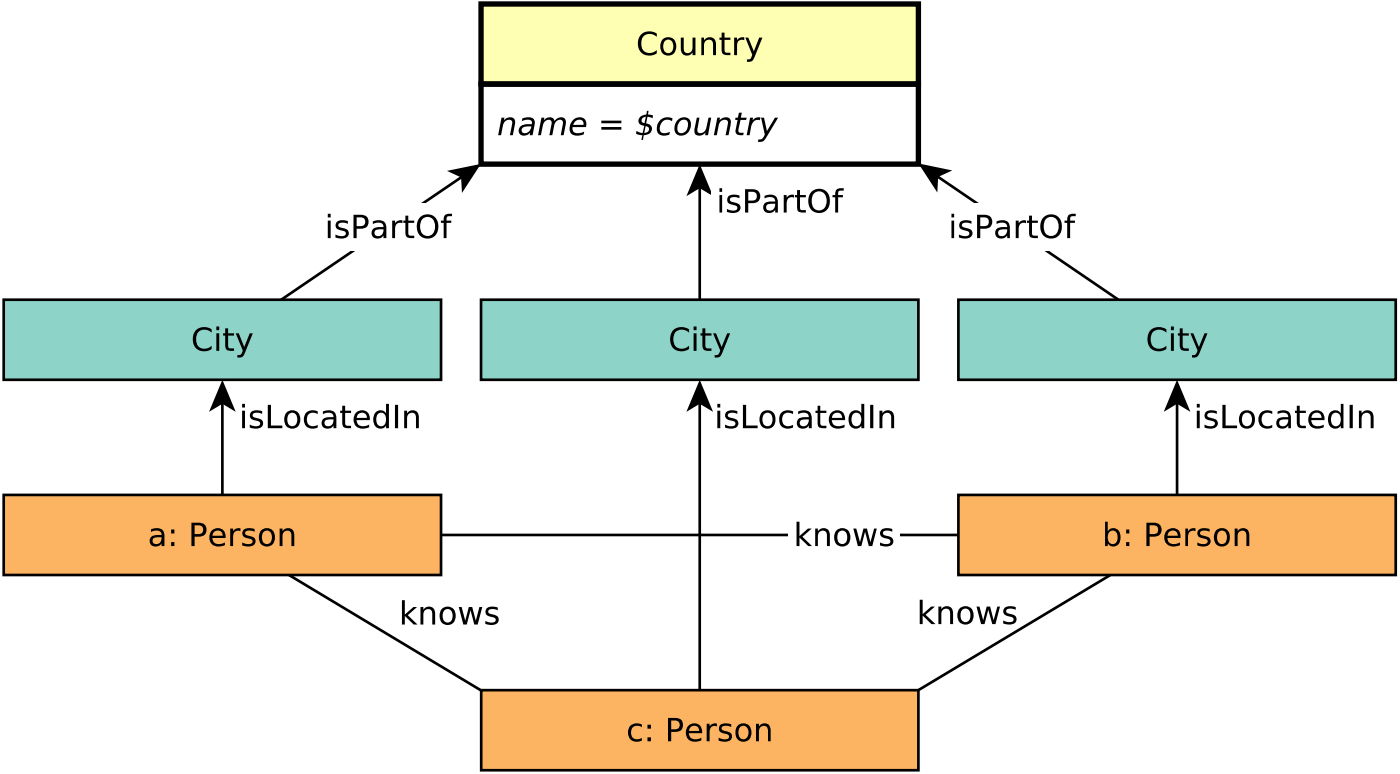 Country
name = $country
isPartOf
isPartOf
isPartOf
City
City
City
isLocatedIn
isLocatedIn
isLocatedIn
a: Person
knows
b: Person
knows
knows
c: Person